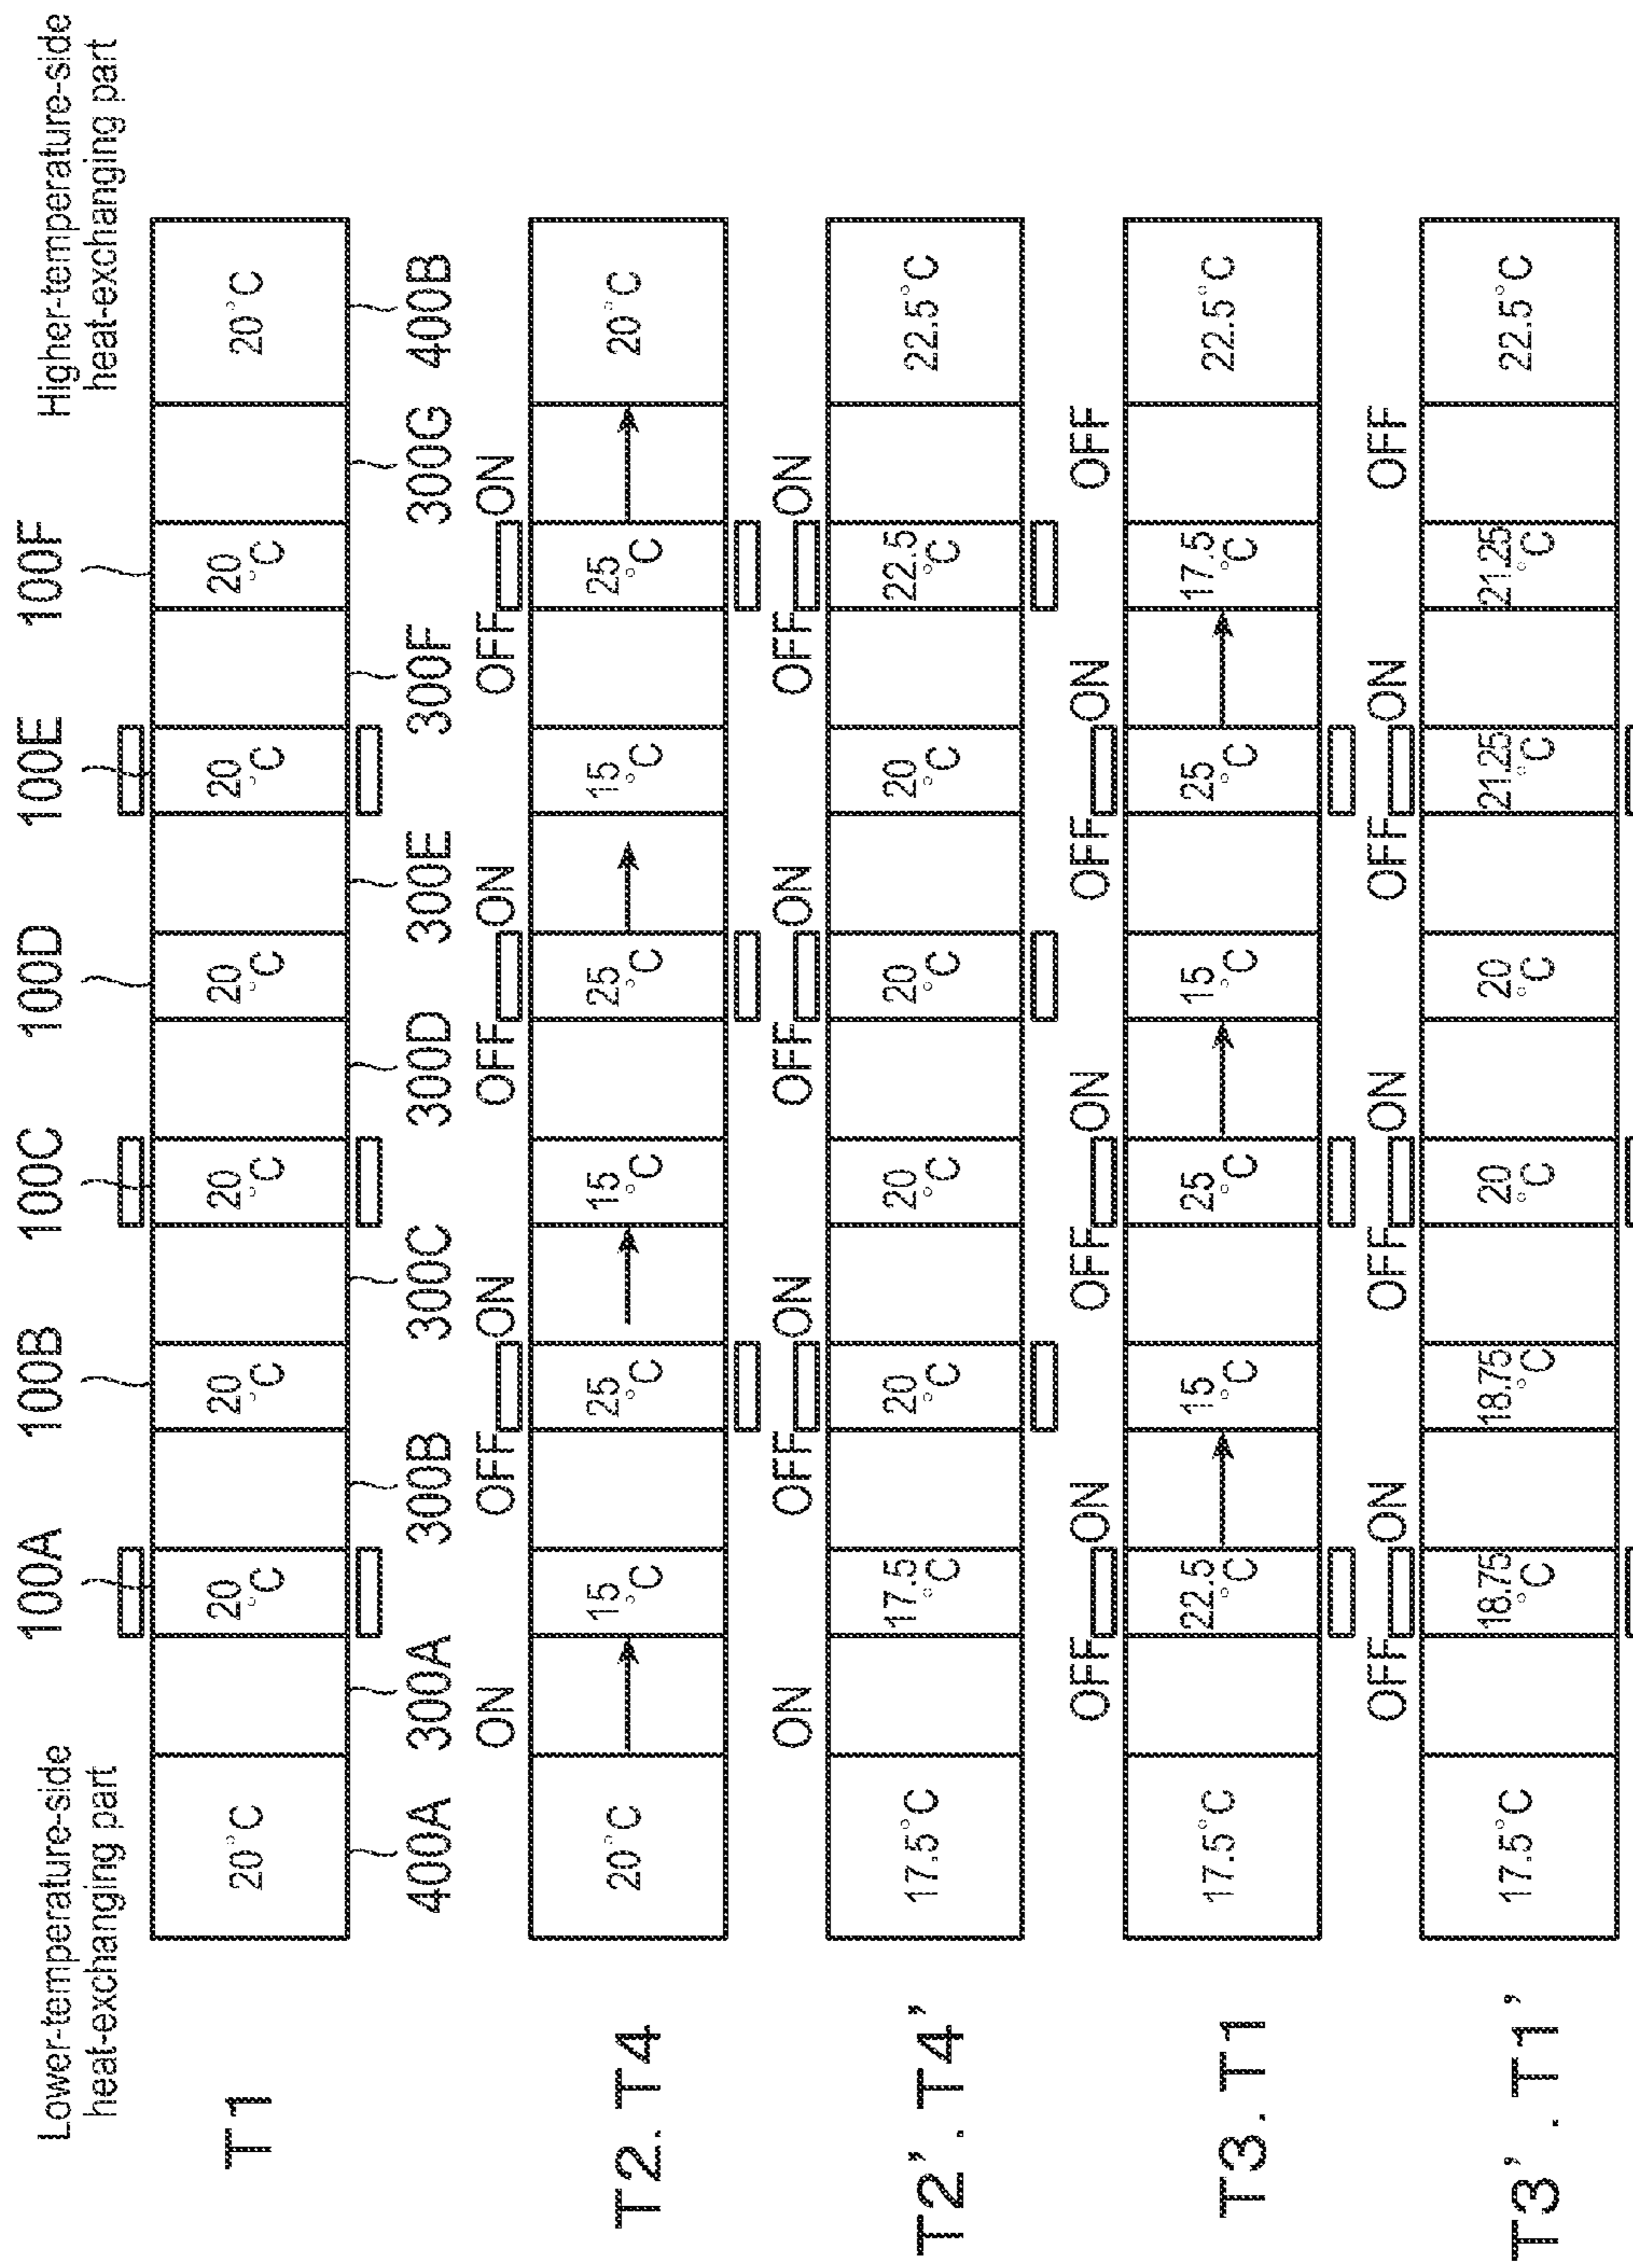 Lower-temperature-side
heat-exchanging part
Higher-temperature-side
heat-exchanging part
100A 100B 100C 100D 100E 100F
T1
20°C 20°C 20°C 20°C 20°C 20°C 20°C 20°C
400A 300A 300B 300C 300D 300E 300F 300G 400B
ON OFF ON OFF ON OFF ON
T2. T4
20°C 15°C 25°C 15°C 25°C 15°C 25°C 20°C
ON OFF ON OFF ON OFF ON
T2'. T4'
17.5°C 17.5°C 20°C 20°C 20°C 20°C 22.5°C 22.5°C
OFF ON OFF ON OFF ON OFF
T3. T1
17.5°C 22.5°C 15°C 25°C 15°C 25°C 17.5°C 22.5°C
OFF ON OFF ON OFF ON OFF
T3'. T1'
17.5°C 18.75°C 18.75°C 20°C 20°C 21.25°C 21.25°C 22.5°C